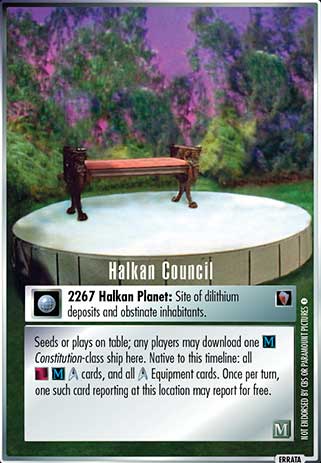 Halkan Council
2267 Halkan Planet: Site of dilithium
deposits and obstinate inhabitants.
Seeds or plays on table; any players may download one M
Constitution-class ship here. Native to this timeline: all
M cards, and all Equipment cards. Once per turn,
one such card reporting at this location may report for free.
M
NOT ENDORSED BY CBS OR PARAMOUNT PICTURES
ERRATA